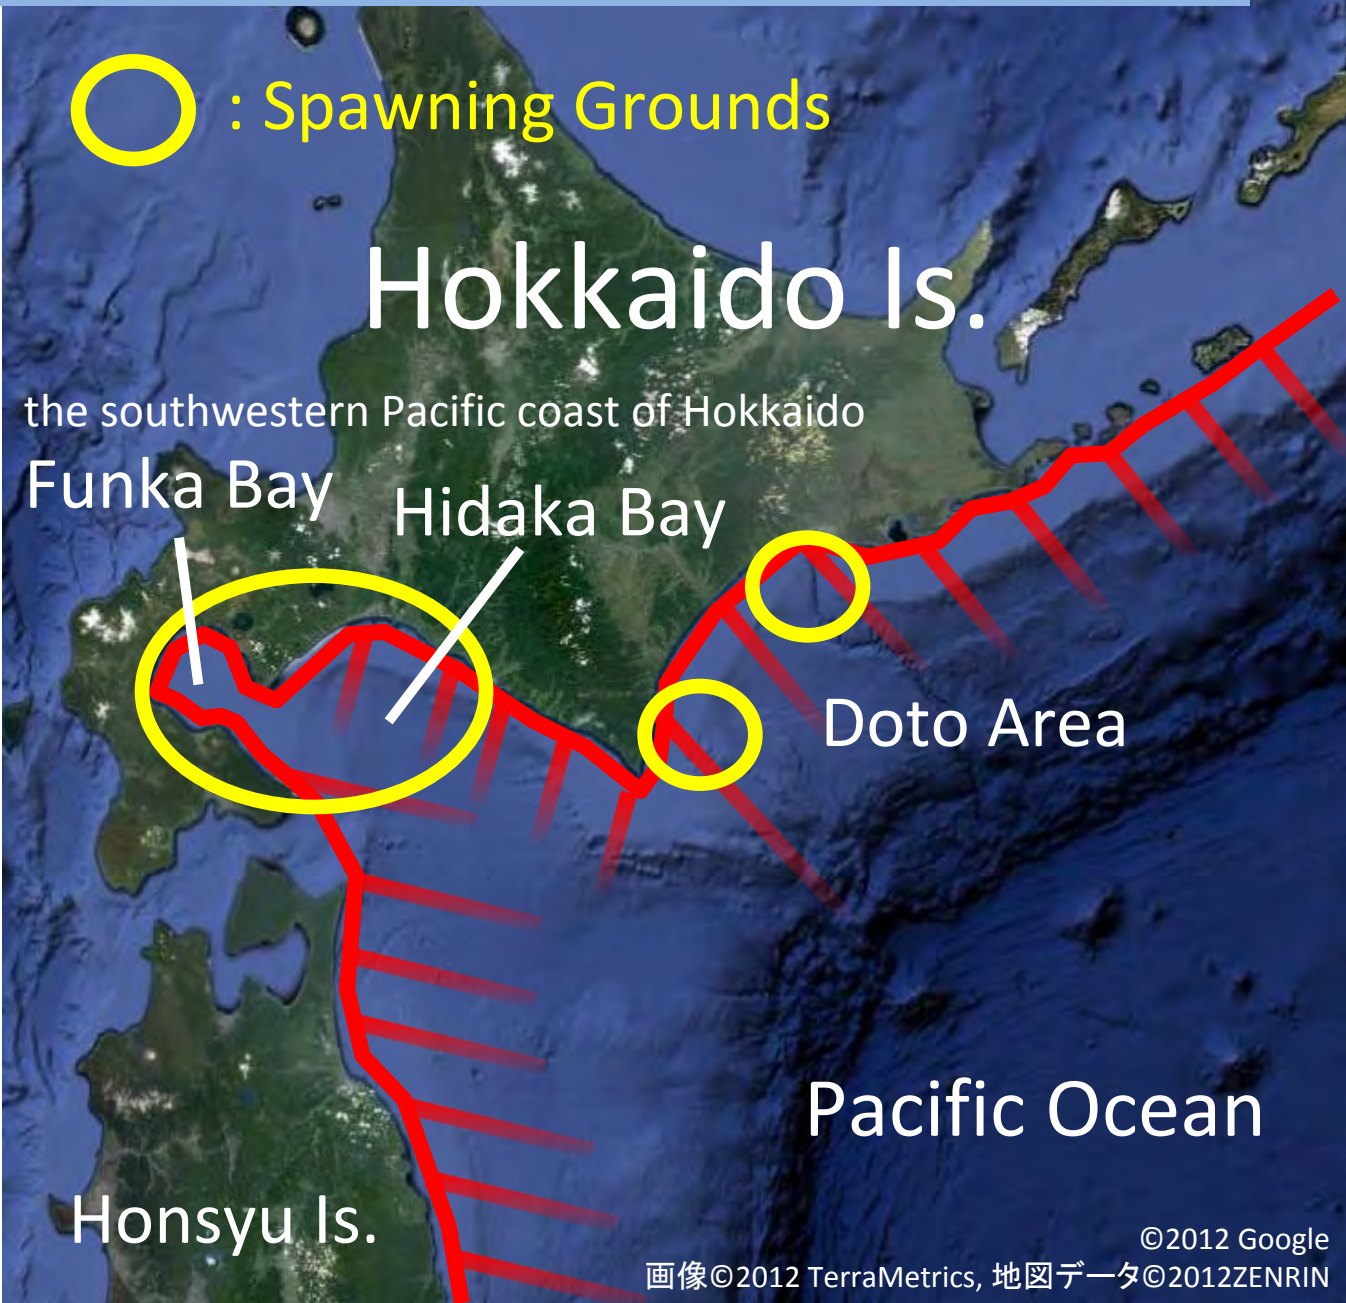 : Spawning Grounds
Hokkaido Is.
the southwestern Pacific coast of Hokkaido
Funka Bay
Hidaka Bay
Doto Area
Pacific Ocean
Honsyu Is.
©2012 Google
画像©2012 TerraMetrics, 地図データ©2012ZENRIN